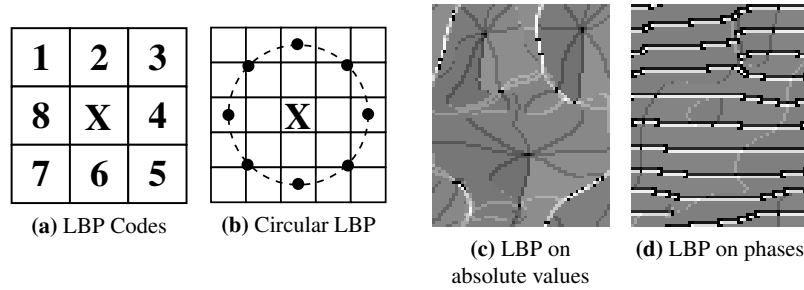 1 2 3
8 X 4
7 6 5
X
(a) LBP Codes
(b) Circular LBP
(c) LBP on
absolute values
(d) LBP on phases